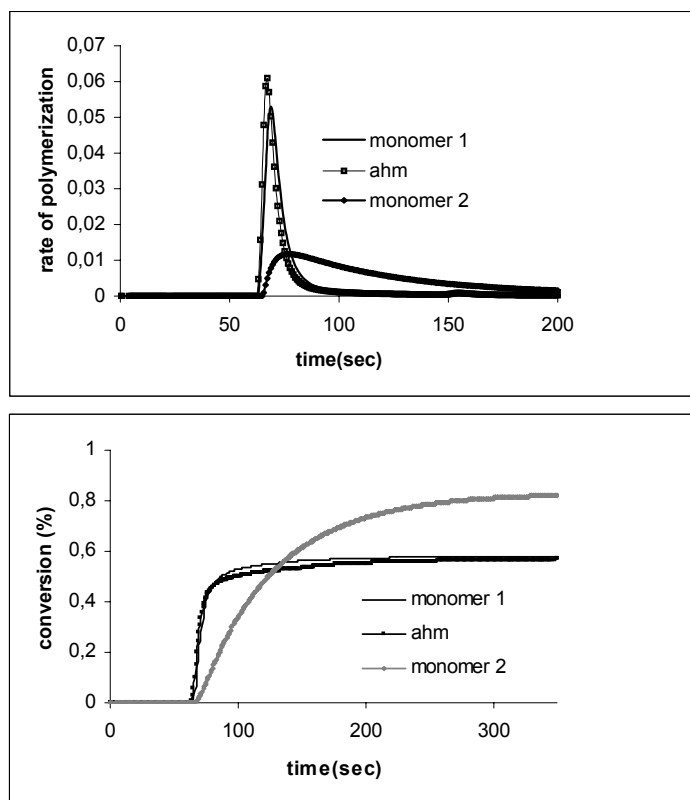 0,07
0,06
0,05
0,04
0,03
0,02
0,01
0
rate of polymerization
monomer 1
ahm
monomer 2
0 50 100 150 200
time(sec)
1
0,8
0,6
0,4
0,2
0
conversion (%)
monomer 1
ahm
monomer 2
0 100 200 300
time(sec)